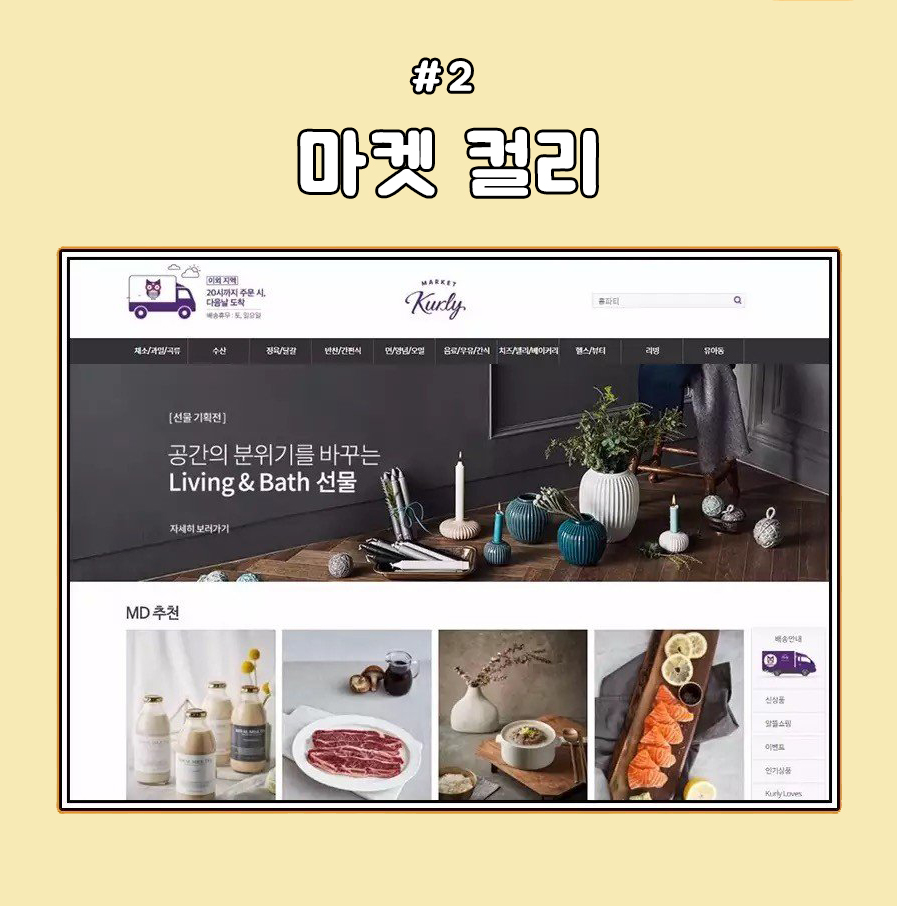 #2
마켓 컬리
이외 지역
20시까지 주문 시,
다음날 도착
배송휴무 : 토, 일요일
MARKET
Kurly
홈파티
채소/과일/곡류 수산 정육/달걀 반찬/간편식 면/양념/오일 음료/우유/간식 치즈/델리/베이커리 헬스/뷰티 리빙 유아동
[선물 기획전]
공간의 분위기를 바꾸는
Living & Bath 선물
자세히 보러가기
MD 추천
배송안내
신상품
알뜰쇼핑
이벤트
인기상품
Kurly Loves